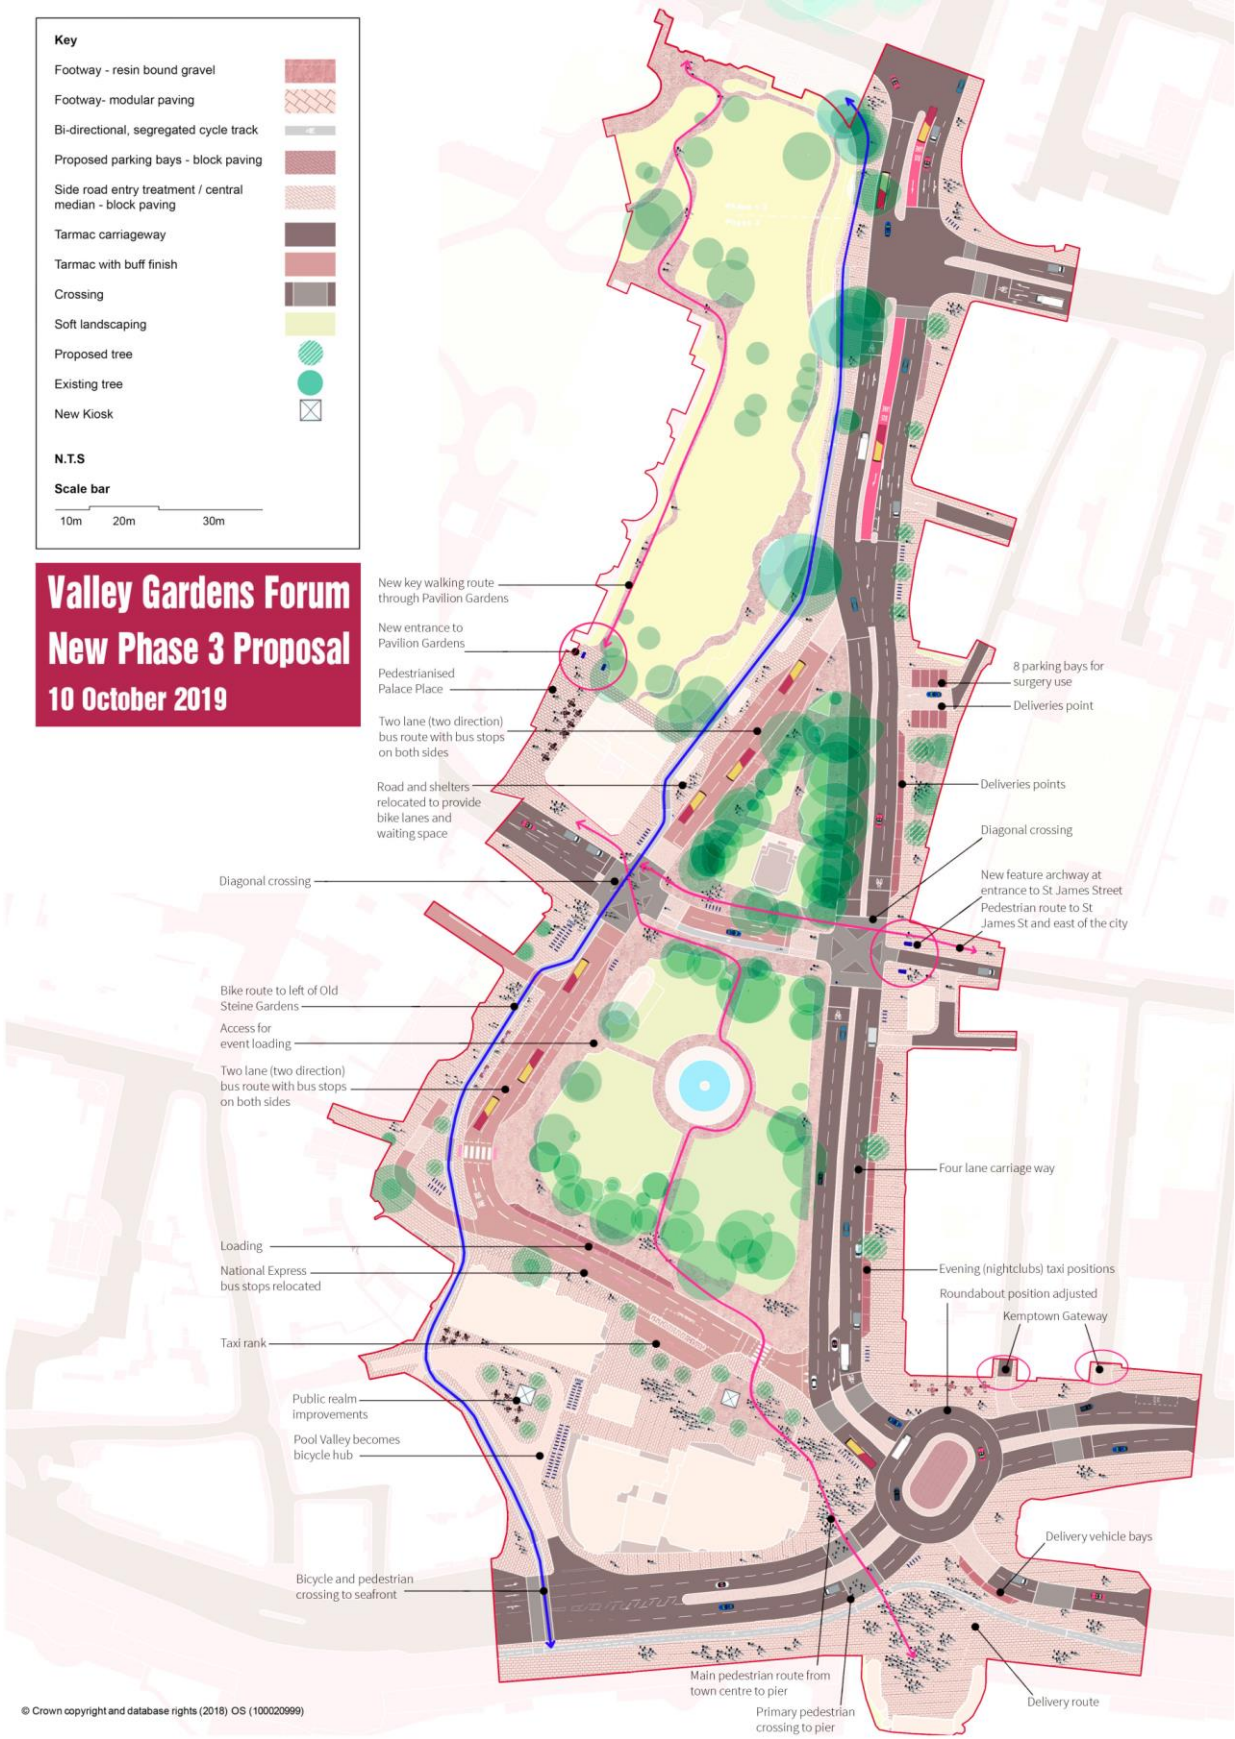 Key
Footway - resin bound gravel
Footway- modular paving
Bi-directional, segregated cycle track
Proposed parking bays - block paving
Side road entry treatment / central
median - block paving
Tarmac carriageway
Tarmac with buff finish
Crossing
Soft landscaping
Proposed tree
Existing tree
New Kiosk
N.T.S
Scale bar
10m 20m 30m
Valley Gardens Forum
New Phase 3 Proposal
10 October 2019
New key walking route
through Pavilion Gardens
New entrance to
Pavilion Gardens
Pedestrianised
Palace Place
Two lane (two direction)
bus route with bus stops
on both sides
Road and shelters
relocated to provide
bike lanes and
waiting space
Diagonal crossing
8 parking bays for
surgery use
Deliveries point
Deliveries points
Diagonal crossing
New feature archway at
entrance to St James Street
Pedestrian route to St
James St and east of the city
Bike route to left of Old
Steine Gardens
Access for
event loading
Two lane (two direction)
bus route with bus stops
on both sides
Four lane carriage way
Loading
National Express
bus stops relocated
Evening (nightclubs) taxi positions
Roundabout position adjusted
Kemptown Gateway
Taxi rank
Public realm
improvements
Pool Valley becomes
bicycle hub
Delivery vehicle bays
Bicycle and pedestrian
crossing to seafront
Main pedestrian route from
town centre to pier
Primary pedestrian
crossing to pier
Delivery route
© Crown copyright and database rights (2018) OS (100020999)